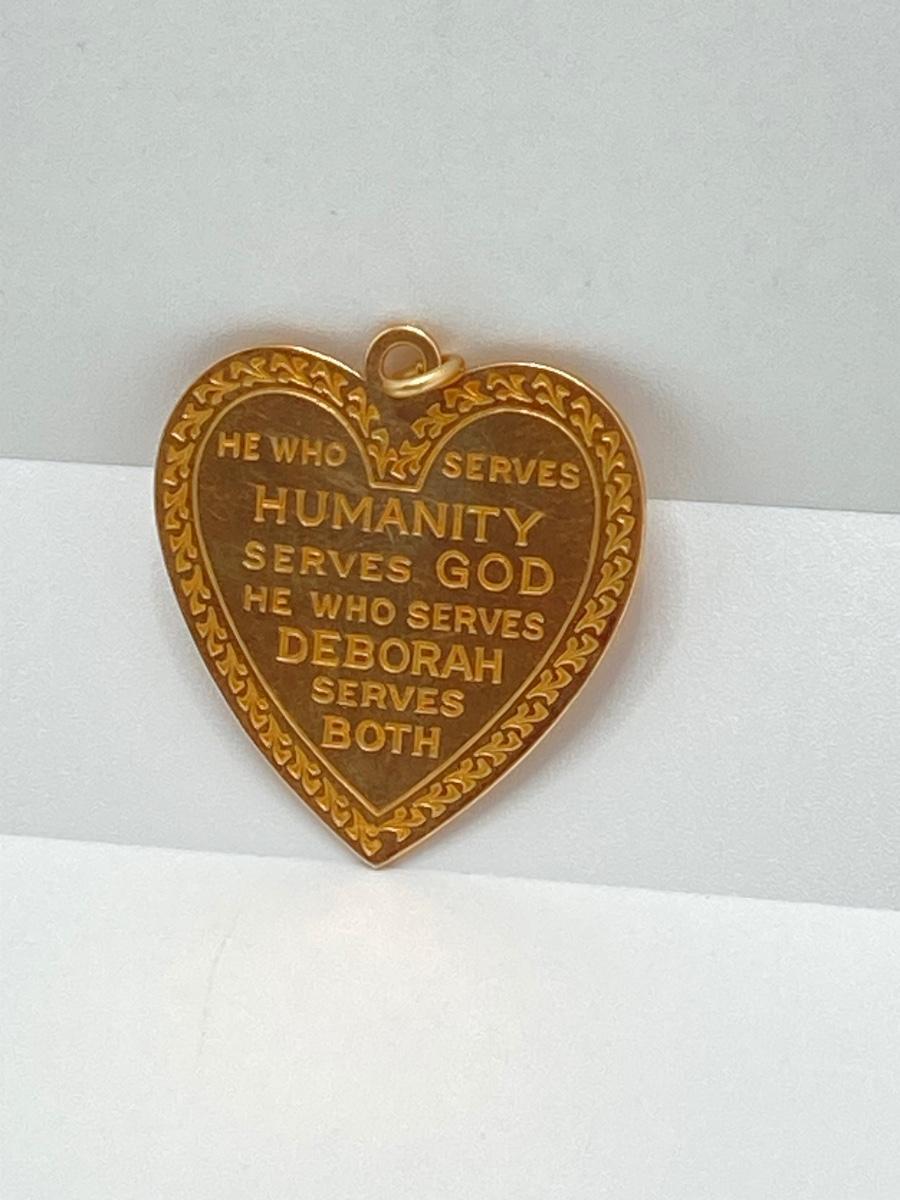 HE WHO SERVES
HUMANITY
SERVES GOD
HE WHO SERVES
DEBORAH
SERVES
BOTH